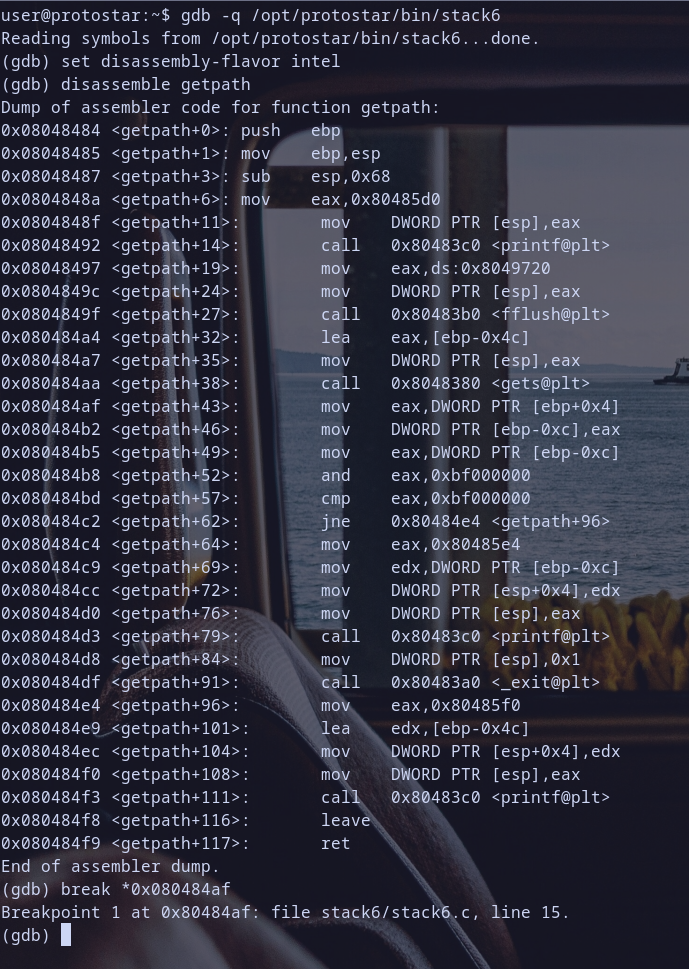 user@protostar:~$ gdb -q /opt/protostar/bin/stack6
Reading symbols from /opt/protostar/bin/stack6...done.
(gdb) set disassembly-flavor intel
(gdb) disassemble getpath
Dump of assembler code for function getpath:
0x08048484 <getpath+0>: push   ebp
0x08048485 <getpath+1>: mov    ebp,esp
0x08048487 <getpath+3>: sub    esp,0x68
0x0804848a <getpath+6>: mov    eax,0x80485d0
0x0804848f <getpath+11>:        mov    DWORD PTR [esp],eax
0x08048492 <getpath+14>:        call   0x80483c0 <printf@plt>
0x08048497 <getpath+19>:        mov    eax,ds:0x8049720
0x0804849c <getpath+24>:        mov    DWORD PTR [esp],eax
0x0804849f <getpath+27>:        call   0x80483b0 <fflush@plt>
0x080484a4 <getpath+32>:        lea    eax,[ebp-0x4c]
0x080484a7 <getpath+35>:        mov    DWORD PTR [esp],eax
0x080484aa <getpath+38>:        call   0x8048380 <gets@plt>
0x080484af <getpath+43>:        mov    eax,DWORD PTR [ebp+0x4]
0x080484b2 <getpath+46>:        mov    DWORD PTR [ebp-0xc],eax
0x080484b5 <getpath+49>:        mov    eax,DWORD PTR [ebp-0xc]
0x080484b8 <getpath+52>:        and    eax,0xbf000000
0x080484bd <getpath+57>:        cmp    eax,0xbf000000
0x080484c2 <getpath+62>:        jne    0x80484e4 <getpath+96>
0x080484c4 <getpath+64>:        mov    eax,0x80485e4
0x080484c9 <getpath+69>:        mov    edx,DWORD PTR [ebp-0xc]
0x080484cc <getpath+72>:        mov    DWORD PTR [esp+0x4],edx
0x080484d0 <getpath+76>:        mov    DWORD PTR [esp],eax
0x080484d3 <getpath+79>:        call   0x80483c0 <printf@plt>
0x080484d8 <getpath+84>:        mov    DWORD PTR [esp],0x1
0x080484df <getpath+91>:        call   0x80483a0 <_exit@plt>
0x080484e4 <getpath+96>:        mov    eax,0x80485f0
0x080484e9 <getpath+101>:       lea    edx,[ebp-0x4c]
0x080484ec <getpath+104>:       mov    DWORD PTR [esp+0x4],edx
0x080484f0 <getpath+108>:       mov    DWORD PTR [esp],eax
0x080484f3 <getpath+111>:       call   0x80483c0 <printf@plt>
0x080484f8 <getpath+116>:       leave
0x080484f9 <getpath+117>:       ret
End of assembler dump.
(gdb) break *0x080484af
Breakpoint 1 at 0x80484af: file stack6/stack6.c, line 15.
(gdb)